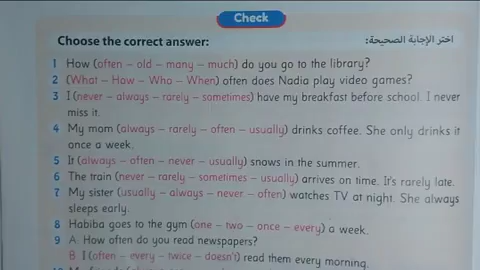 Check
Choose the correct answer: اختر الإجابة الصحيحة:
1 How (often – old – many – much) do you go to the library?
2 (What – How – Who – When) often does Nadia play video games?
3 I (never – always – rarely – sometimes) have my breakfast before school. I never
miss it.
4 My mom (always – rarely – often – usually) drinks coffee. She only drinks it
once a week.
5 It (always – often – never – usually) snows in the summer.
6 The train (never – rarely – sometimes – usually) arrives on time. It's rarely late.
7 My sister (usually – always – never – often) watches TV at night. She always
sleeps early.
8 Habiba goes to the gym (one – two – once – every) a week.
9 A: How often do you read newspapers?
B: I (often – every – twice – doesn't) read them every morning.